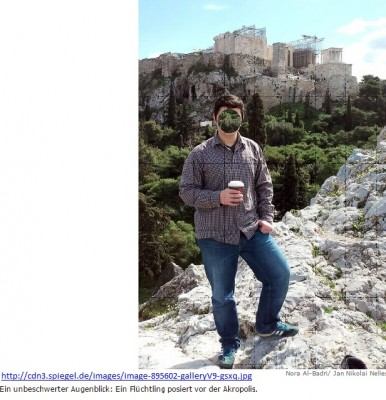 Nora Al-Badri/ Jan Nikolai Nelles
http://cdn3.spiegel.de/images/image-895602-galleryV9-gsxq.jpg
Ein unbeschwerter Augenblick: Ein Flüchtling posiert vor der Akropolis.